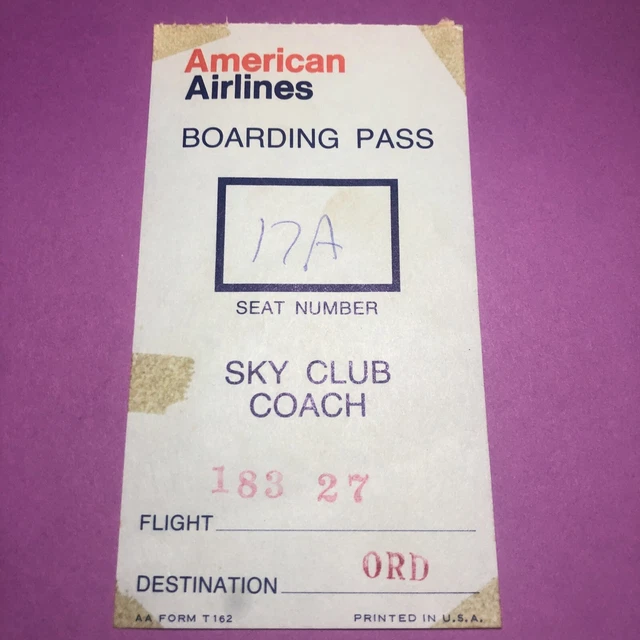 American
Airlines
BOARDING PASS
17A
SEAT NUMBER
SKY CLUB
COACH
183 27
FLIGHT
ORD
DESTINATION
AA FORM T162 PRINTED IN U.S.A.